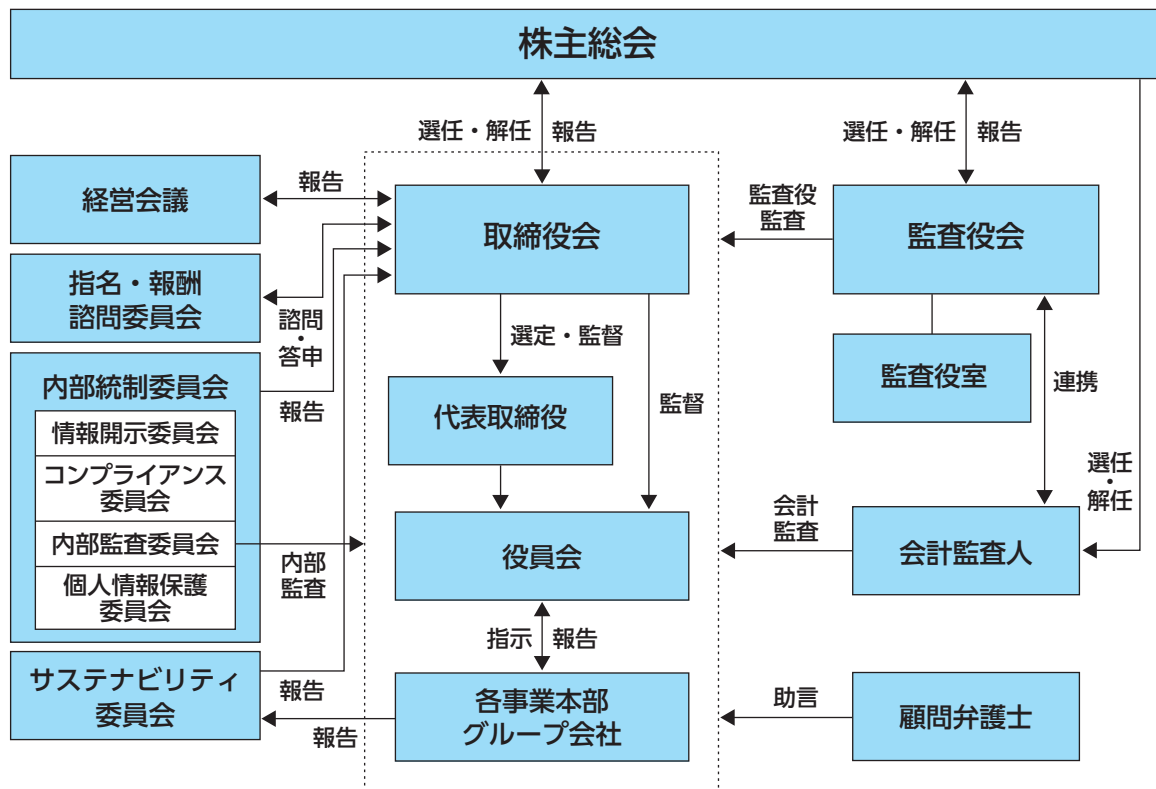 株主総会
選任・解任
報告
選任・解任
報告
経営会議
報告
取締役会
監査役
監査
監査役会
指名・報酬
諮問委員会
諮問
・
答申
選定・監督
監査役室
連携
内部統制委員会
報告
代表取締役
監督
情報開示委員会
コンプライアンス
委員会
内部監査委員会
個人情報保護
委員会
内部
監査
役員会
会計
監査
会計監査人
選任
・
解任
指示
報告
サステナビリティ
委員会
報告
報告
各事業本部
グループ会社
助言
顧問弁護士